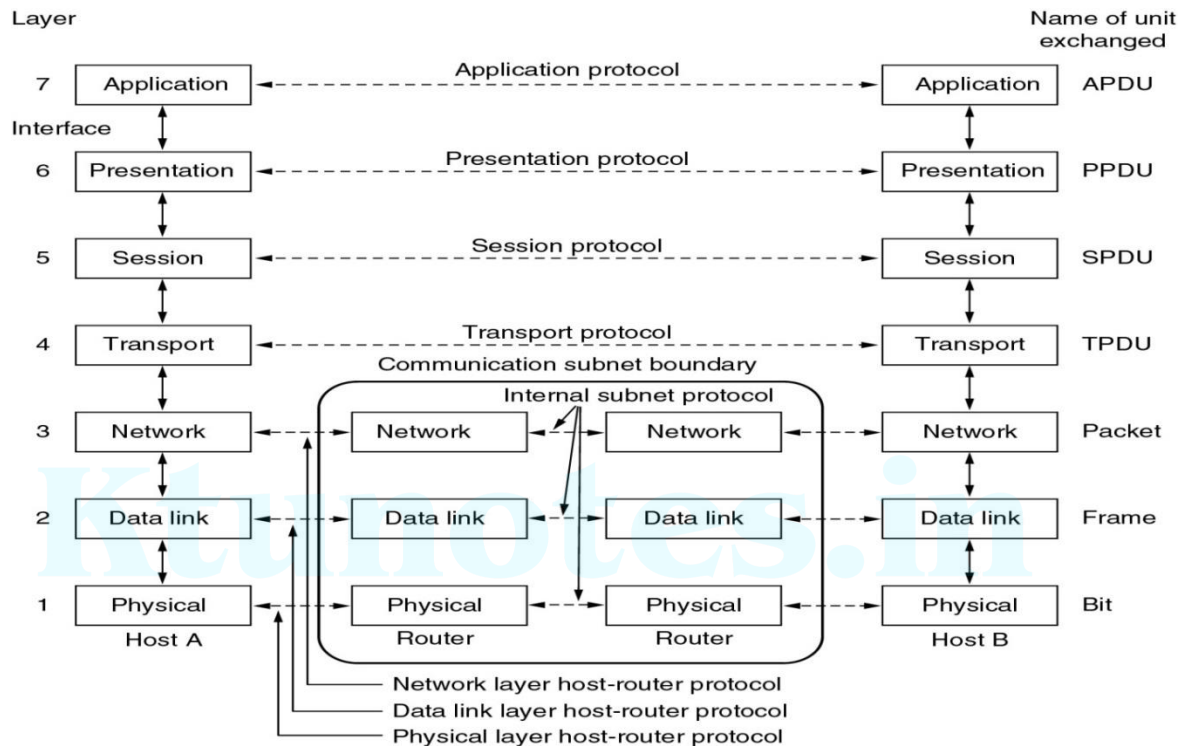 Layer
Name of unit
exchanged
7 Application Application protocol Application APDU
Interface
6 Presentation Presentation protocol Presentation PPDU
5 Session Session protocol Session SPDU
4 Transport Transport protocol Transport TPDU
Communication subnet boundary
Internal subnet protocol
3 Network Network Network Network Packet
2 Data link Data link Data link Data link Frame
1 Physical Physical Physical Physical Bit
Host A Router Router Host B
Network layer host-router protocol
Data link layer host-router protocol
Physical layer host-router protocol
Ktunotes.in